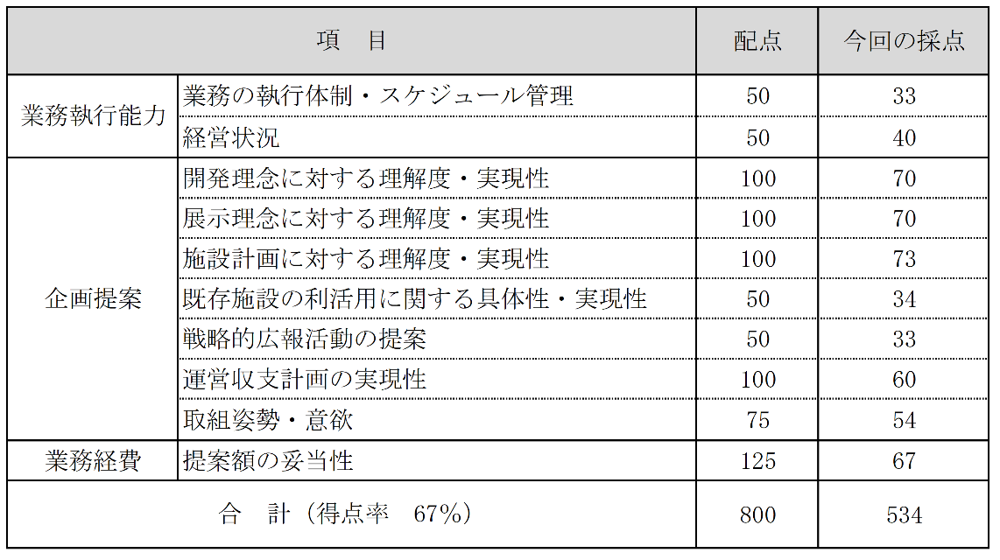 項 目 配点 今回の採点
業務執行能力 業務の執行体制・スケジュール管理 50 33
経営状況 50 40
企画提案 開発理念に対する理解度・実現性 100 70
展示理念に対する理解度・実現性 100 70
施設計画に対する理解度・実現性 100 73
既存施設の利活用に関する具体性・実現性 50 34
戦略的広報活動の提案 50 33
運営収支計画の実現性 100 60
取組姿勢・意欲 75 54
業務経費 提案額の妥当性 125 67
合 計（得点率 67％） 800 534